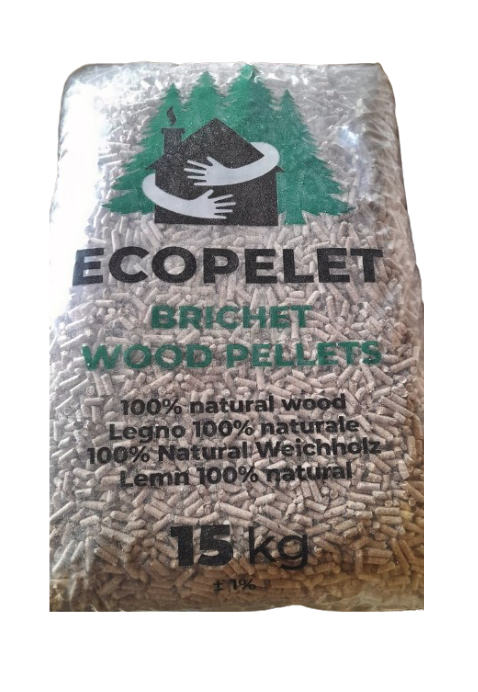 ECOPELET
BRICHET
WOOD PELLETS
100% natural wood
Legno 100% naturale
100% Natural Weichholz
Lemn 100% natural
15 kg
± 1%